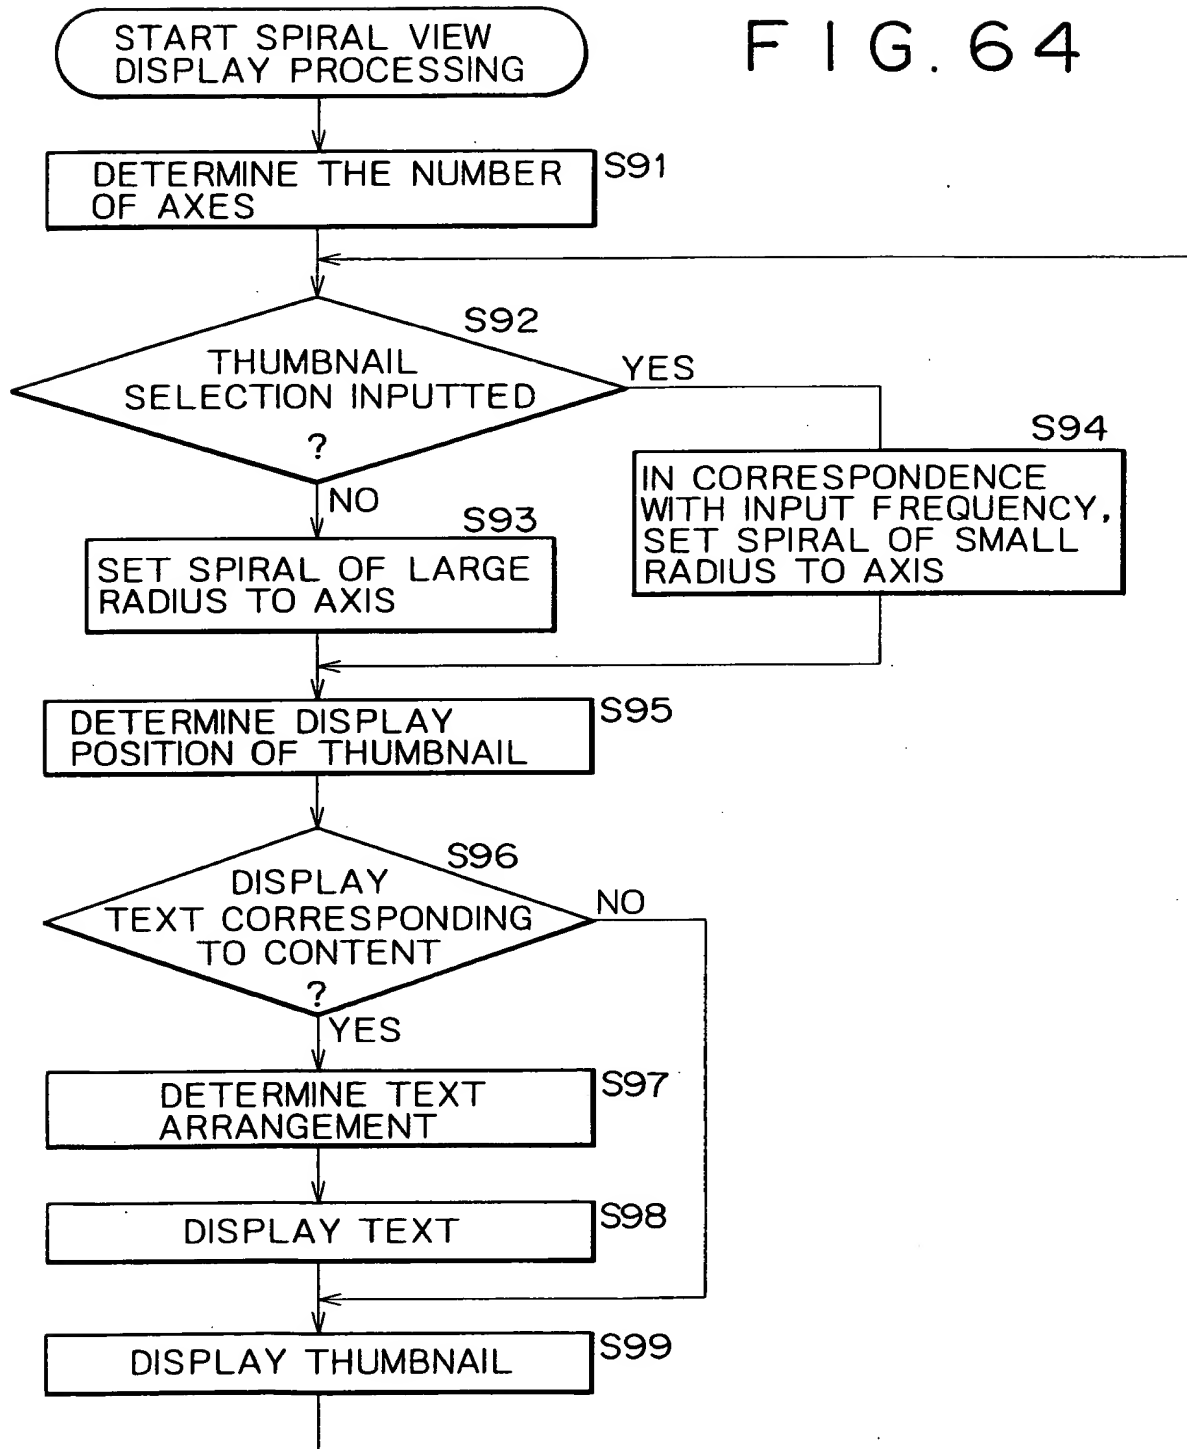 FIG. 64
START SPIRAL VIEW
DISPLAY PROCESSING
S91
DETERMINE THE NUMBER
OF AXES
S92
THUMBNAIL
SELECTION INPUTTED
?
YES
NO
S94
IN CORRESPONDENCE
WITH INPUT FREQUENCY,
SET SPIRAL OF SMALL
RADIUS TO AXIS
S93
SET SPIRAL OF LARGE
RADIUS TO AXIS
S95
DETERMINE DISPLAY
POSITION OF THUMBNAIL
S96
DISPLAY
TEXT CORRESPONDING
TO CONTENT
?
NO
YES
S97
DETERMINE TEXT
ARRANGEMENT
S98
DISPLAY TEXT
S99
DISPLAY THUMBNAIL